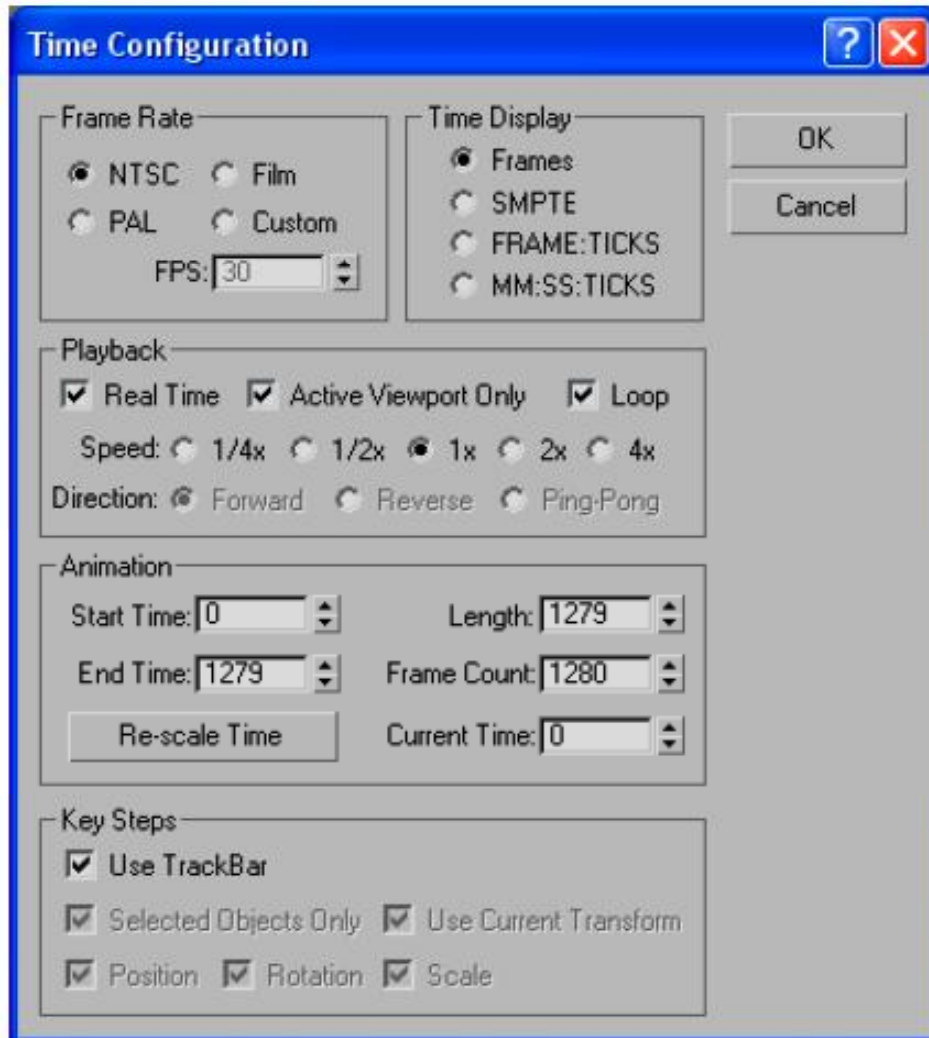 Time Configuration
Frame Rate
NTSC Film
PAL Custom
FPS: 30
Time Display
Frames
SMPTE
FRAME:TICKS
MM:SS:TICKS
OK
Cancel
Playback
Real Time Active Viewport Only Loop
Speed: 1/4x 1/2x 1x 2x 4x
Direction: Forward Reverse Ping-Pong
Animation
Start Time: 0 Length: 1279
End Time: 1279 Frame Count: 1280
Re-scale Time Current Time: 0
Key Steps
Use TrackBar
Selected Objects Only Use Current Transform
Position Rotation Scale